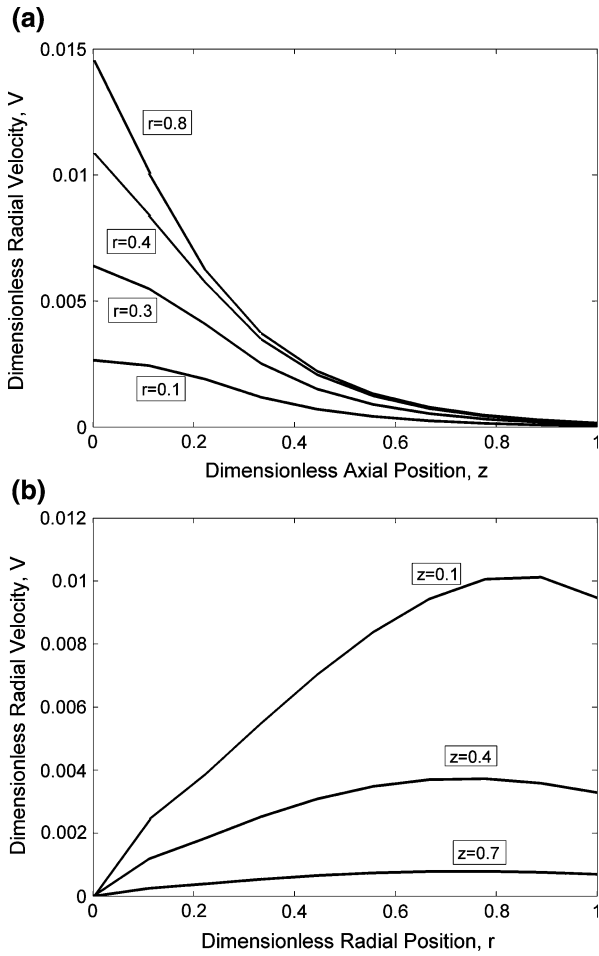 (a)
0.015
0.01
0.005
0
Dimensionless Radial Velocity, V
r=0.8
r=0.4
r=0.3
r=0.1
0 0.2 0.4 0.6 0.8 1
Dimensionless Axial Position, z
(b)
0.012
0.01
0.008
0.006
0.004
0.002
0
Dimensionless Radial Velocity, V
z=0.1
z=0.4
z=0.7
0 0.2 0.4 0.6 0.8 1
Dimensionless Radial Position, r